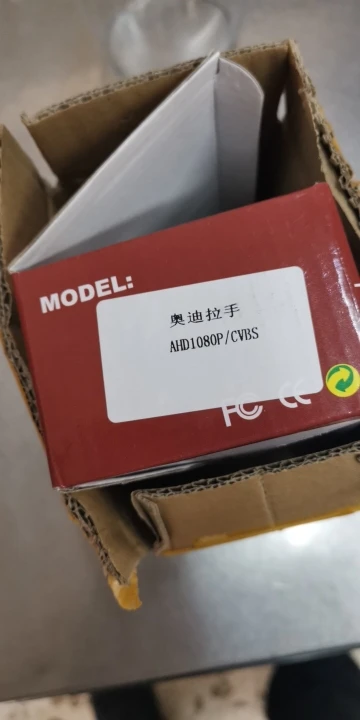 MODEL:
奥迪拉手
AHD1080P/CVBS
FC CE